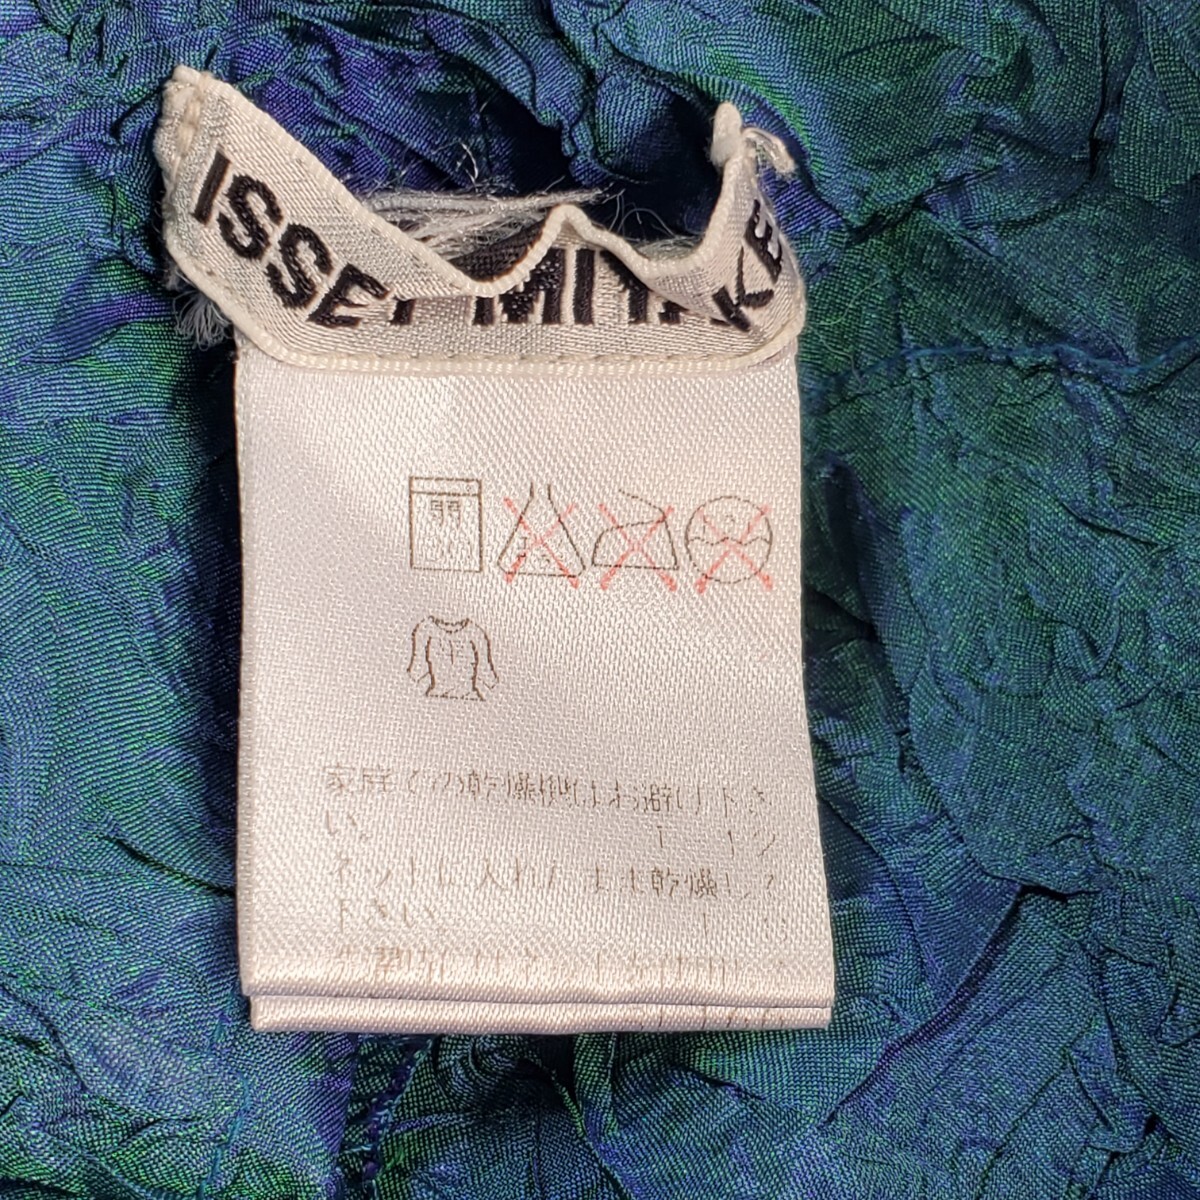 ISSEY MIYAKE
弱
家庭での乾燥機はお避け下さ
い。
ネットに入れたまま乾燥して
下さい。